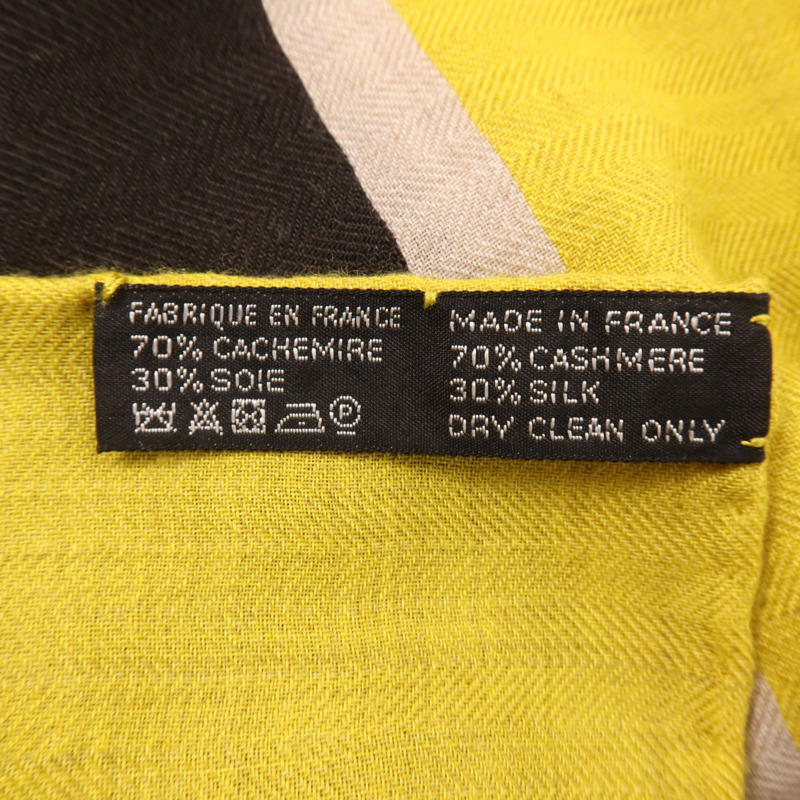 FABRIQUE EN FRANCE
70% CACHEMIRE
30% SOIE
P
MADE IN FRANCE
70% CASHMERE
30% SILK
DRY CLEAN ONLY